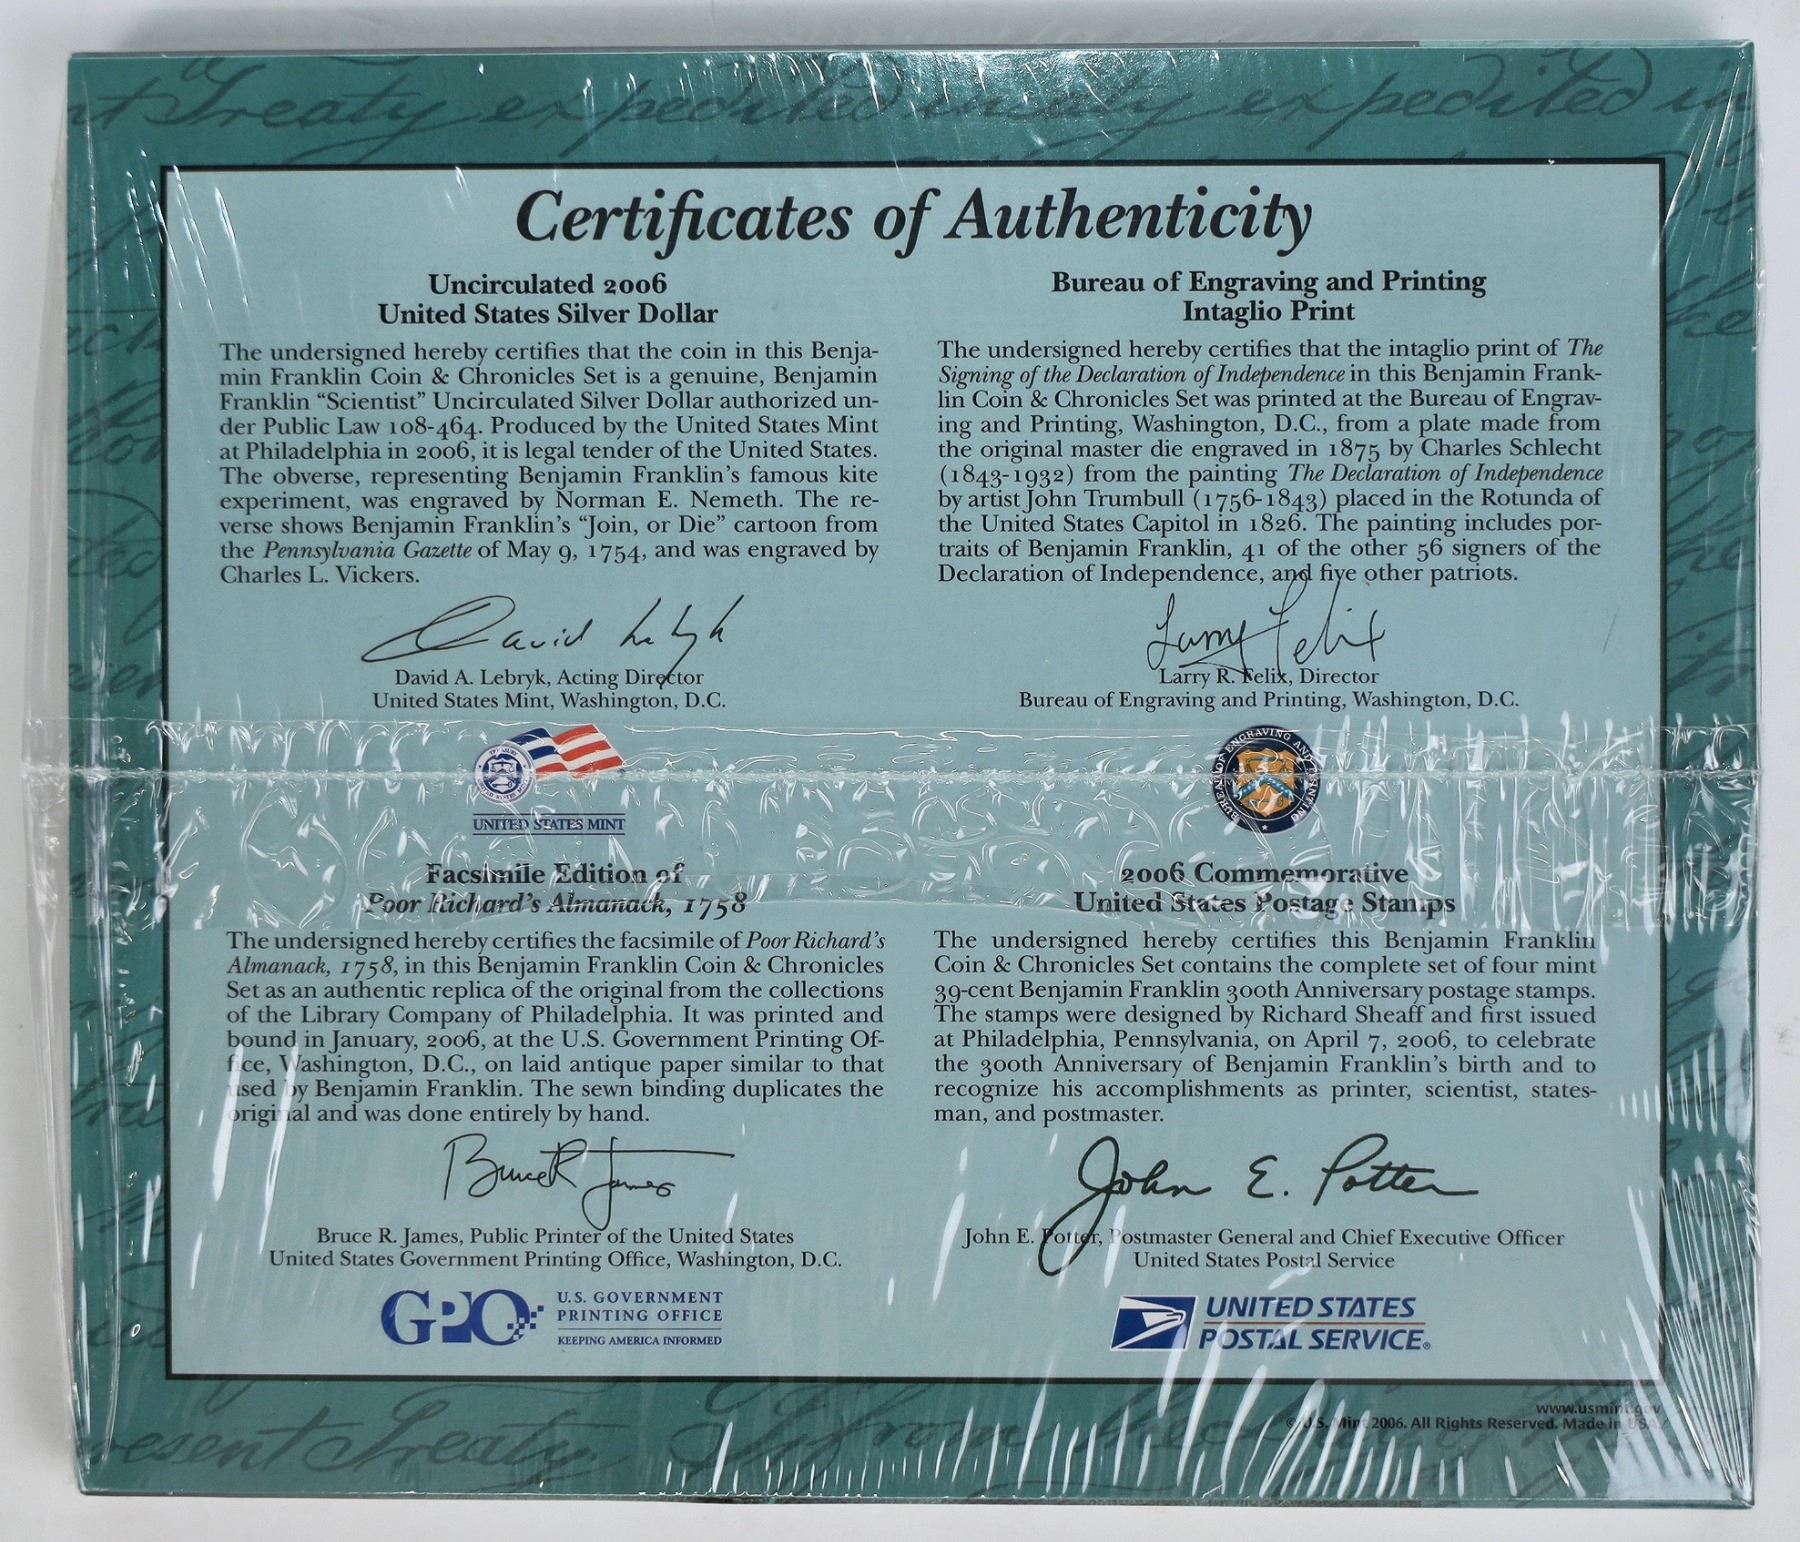 Certificates of Authenticity
Uncirculated 2006
United States Silver Dollar
The undersigned hereby certifies that the coin in this Benja-
min Franklin Coin & Chronicles Set is a genuine, Benjamin
Franklin “Scientist” Uncirculated Silver Dollar authorized un-
der Public Law 108-464. Produced by the United States Mint
at Philadelphia in 2006, it is legal tender of the United States.
The obverse, representing Benjamin Franklin’s famous kite
experiment, was engraved by Norman E. Nemeth. The re-
verse shows Benjamin Franklin’s “Join, or Die” cartoon from
the Pennsylvania Gazette of May 9, 1754, and was engraved by
Charles L. Vickers.
David A. Lebryk, Acting Director
United States Mint, Washington, D.C.
UNITED STATES MINT
Bureau of Engraving and Printing
Intaglio Print
The undersigned hereby certifies that the intaglio print of The
Signing of the Declaration of Independence in this Benjamin Frank-
lin Coin & Chronicles Set was printed at the Bureau of Engrav-
ing and Printing, Washington, D.C., from a plate made from
the original master die engraved in 1875 by Charles Schlecht
(1843-1932) from the painting The Declaration of Independence
by artist John Trumbull (1756-1843) placed in the Rotunda of
the United States Capitol in 1826. The painting includes por-
traits of Benjamin Franklin, 41 of the other 56 signers of the
Declaration of Independence, and five other patriots.
Larry Felix
Larry R. Felix, Director
Bureau of Engraving and Printing, Washington, D.C.
BUREAU OF ENGRAVING AND PRINTING
Facsimile Edition of
Poor Richard’s Almanack, 1758
The undersigned hereby certifies the facsimile of Poor Richard’s
Almanack, 1758, in this Benjamin Franklin Coin & Chronicles
Set as an authentic replica of the original from the collections
of the Library Company of Philadelphia. It was printed and
bound in January, 2006, at the U.S. Government Printing Of-
fice, Washington, D.C., on laid antique paper similar to that
used by Benjamin Franklin. The sewn binding duplicates the
original and was done entirely by hand.
Bruce R James
Bruce R. James, Public Printer of the United States
United States Government Printing Office, Washington, D.C.
GPO
U.S. GOVERNMENT
PRINTING OFFICE
KEEPING AMERICA INFORMED
2006 Commemorative
United States Postage Stamps
The undersigned hereby certifies this Benjamin Franklin
Coin & Chronicles Set contains the complete set of four mint
39-cent Benjamin Franklin 300th Anniversary postage stamps.
The stamps were designed by Richard Sheaff and first issued
at Philadelphia, Pennsylvania, on April 7, 2006, to celebrate
the 300th Anniversary of Benjamin Franklin’s birth and to
recognize his accomplishments as printer, scientist, states-
man, and postmaster.
John E. Potter
John E. Potter, Postmaster General and Chief Executive Officer
United States Postal Service
UNITED STATES
POSTAL SERVICE®
www.usmint.gov
© U.S. Mint 2006. All Rights Reserved. Made in USA.